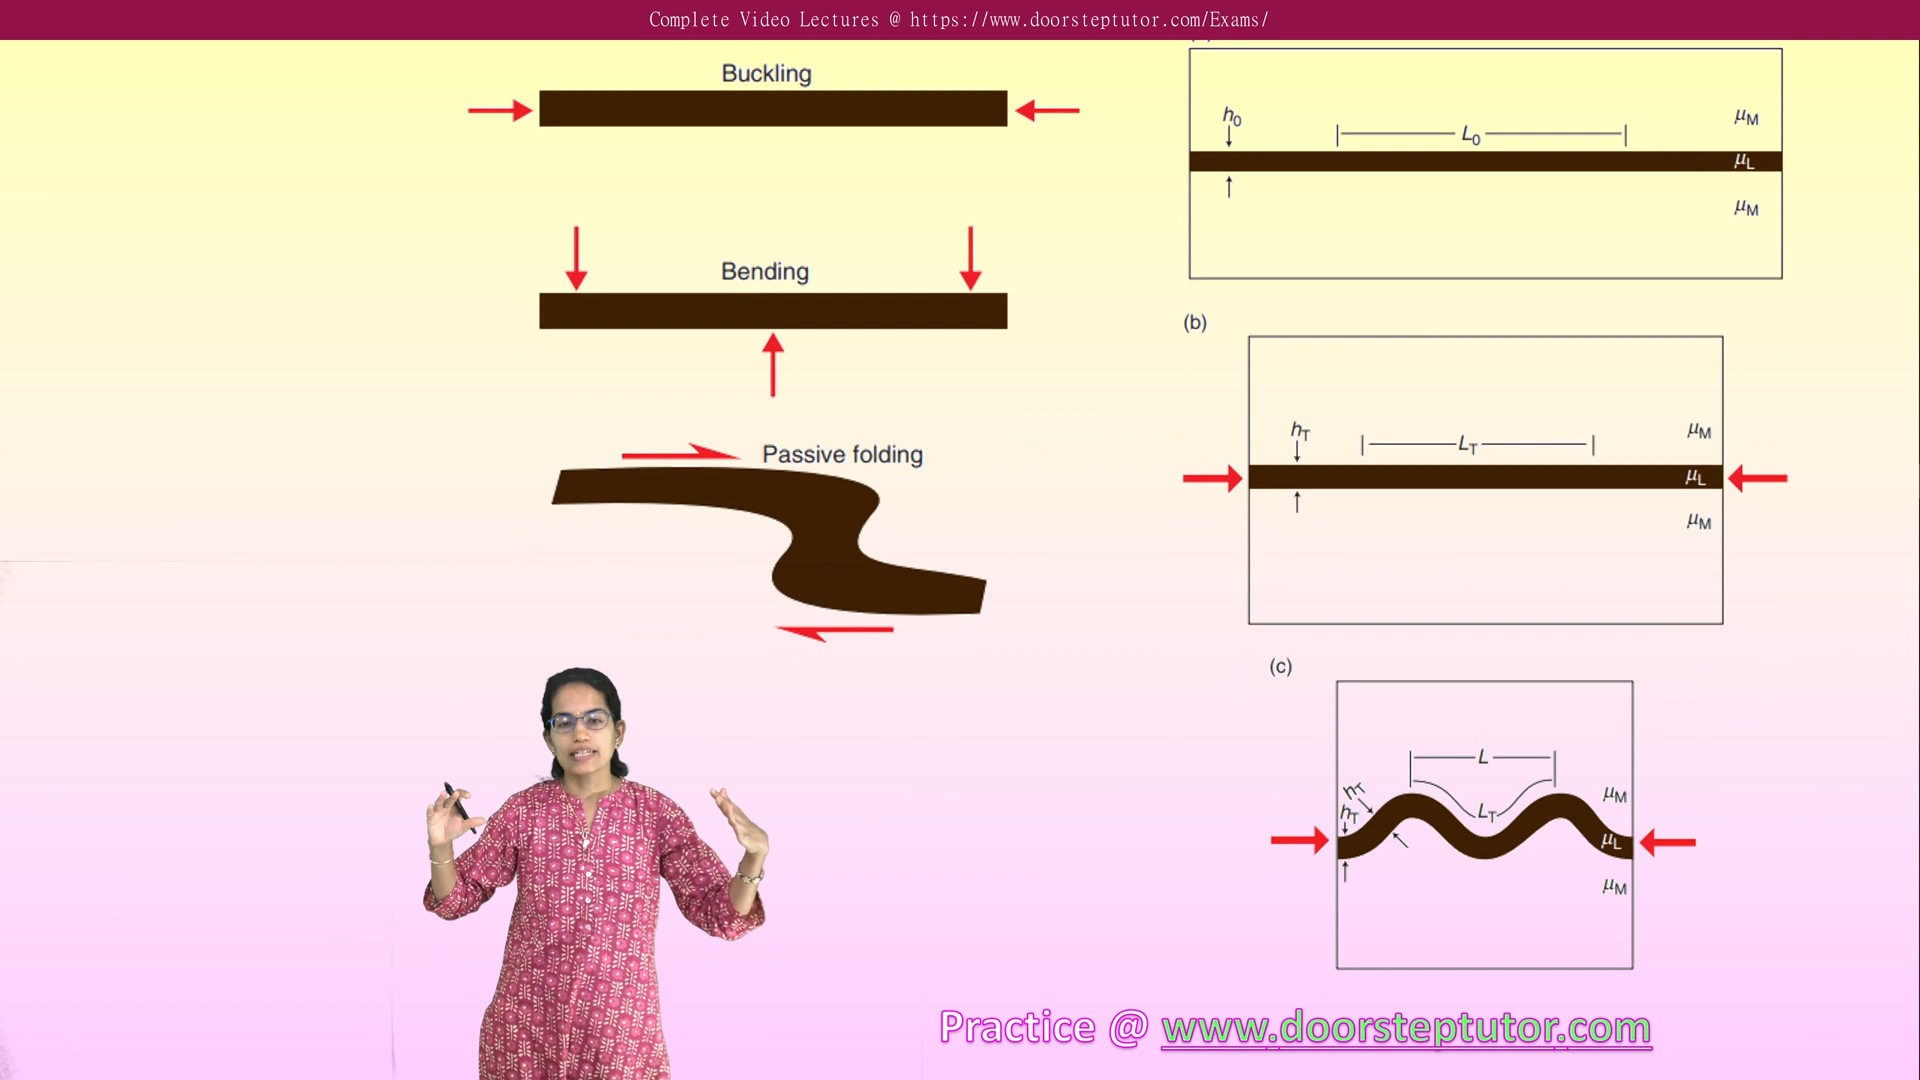 Complete Video Lectures @ https://www.doorsteptutor.com/Exams/
Buckling
Bending
Passive folding
h0
L0
μM
μL
μM
(b)
hT
LT
μM
μL
μM
(c)
L
hT
hT
LT
μM
μL
μM
Practice @ www.doorsteptutor.com